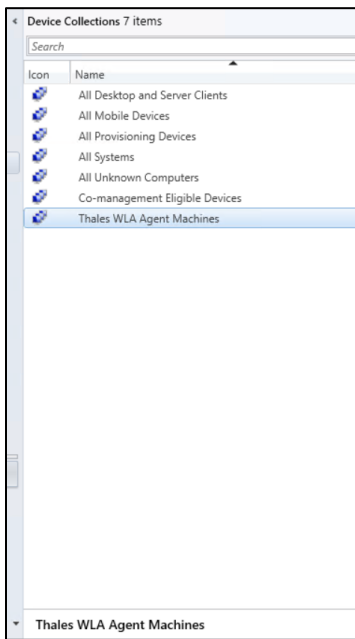 Device Collections 7 items
Search
Icon Name
All Desktop and Server Clients
All Mobile Devices
All Provisioning Devices
All Systems
All Unknown Computers
Co-management Eligible Devices
Thales WLA Agent Machines
Thales WLA Agent Machines